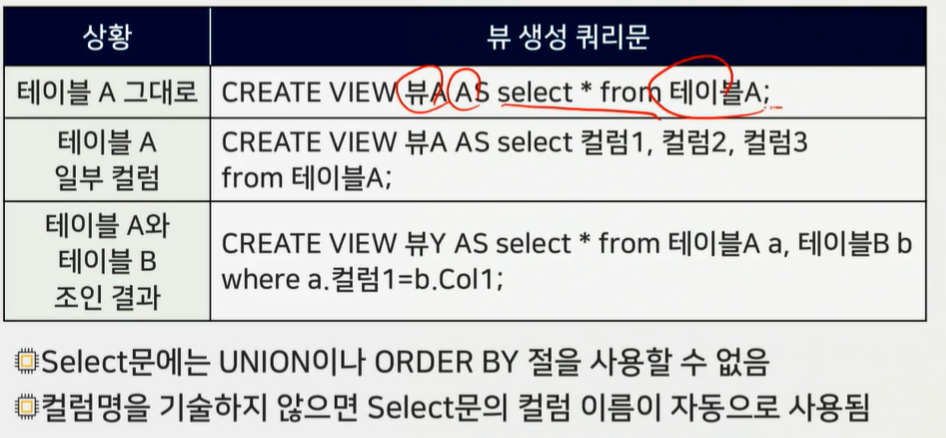 상황
뷰 생성 쿼리문
테이블 A 그대로
CREATE VIEW 뷰A AS select * from 테이블A;
테이블 A
일부 컬럼
CREATE VIEW 뷰A AS select 컬럼1, 컬럼2, 컬럼3
from 테이블A;
테이블 A와
테이블 B
조인 결과
CREATE VIEW 뷰Y AS select * from 테이블A a, 테이블B b
where a.컬럼1=b.Col1;
Select문에는 UNION이나 ORDER BY 절을 사용할 수 없음
컬럼명을 기술하지 않으면 Select문의 컬럼 이름이 자동으로 사용됨